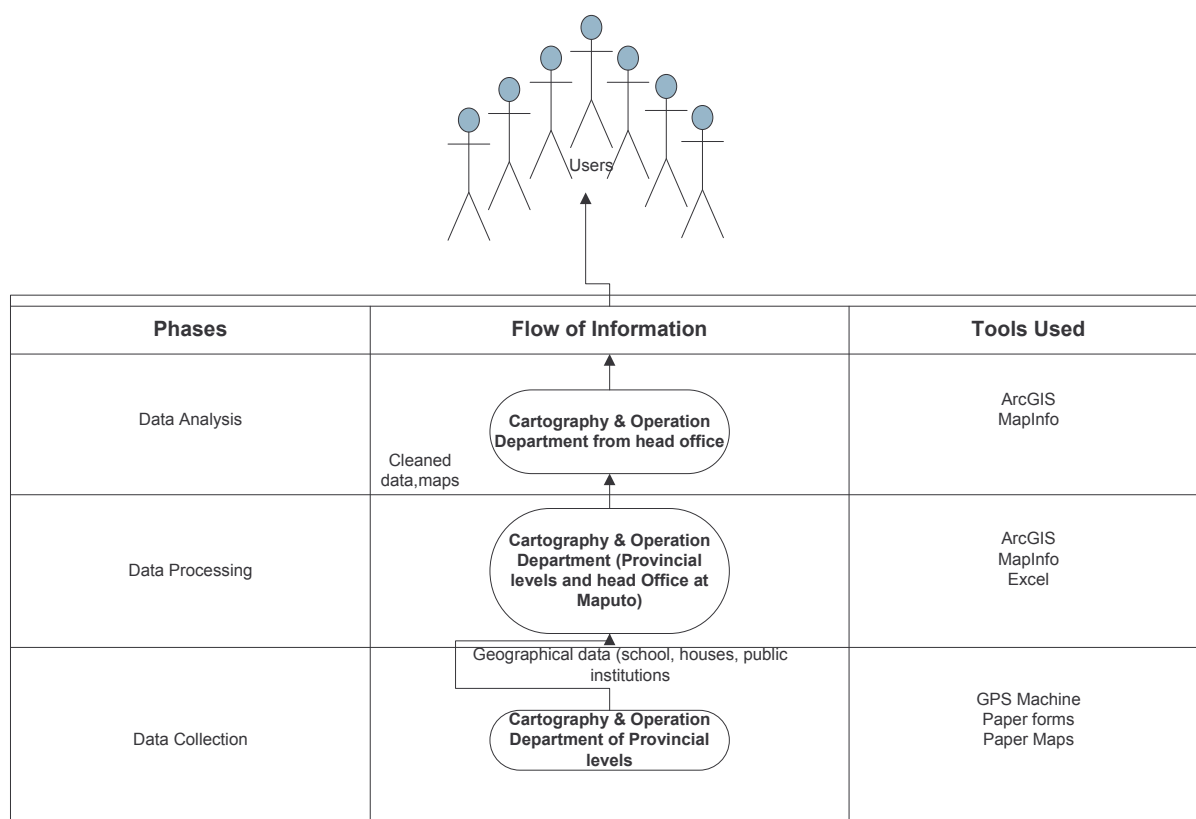 Users
Phases
Flow of Information
Tools Used
Data Analysis
Cartography & Operation
Department from head office
ArcGIS
MapInfo
Cleaned
data,maps
Data Processing
Cartography & Operation
Department (Provincial
levels and head Office at
Maputo)
ArcGIS
MapInfo
Excel
Geographical data (school, houses, public
institutions
Data Collection
Cartography & Operation
Department of Provincial
levels
GPS Machine
Paper forms
Paper Maps